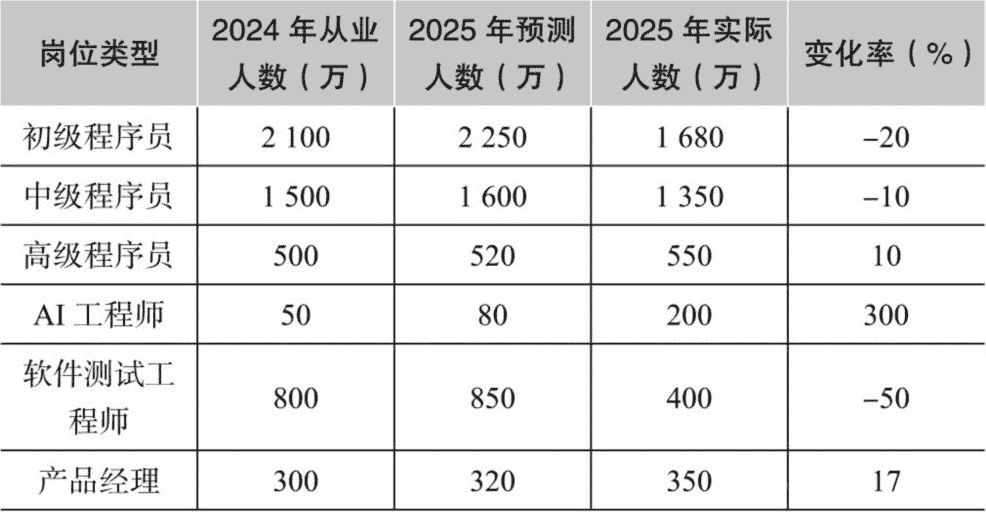 岗位类型 2024 年从业人数（万） 2025 年预测人数（万） 2025 年实际人数（万） 变化率（%）
初级程序员 2 100 2 250 1 680 –20
中级程序员 1 500 1 600 1 350 –10
高级程序员 500 520 550 10
AI 工程师 50 80 200 300
软件测试工程师 800 850 400 –50
产品经理 300 320 350 17